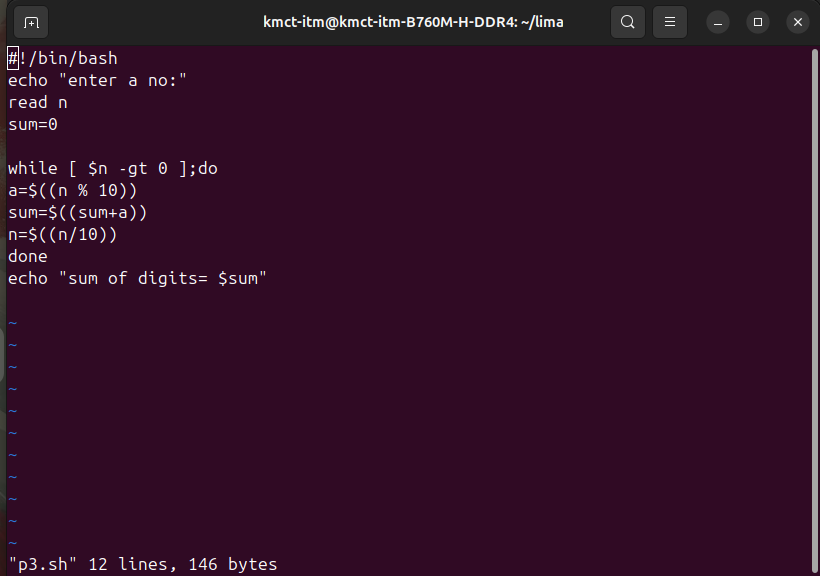 kmct-itm@kmct-itm-B760M-H-DDR4: ~/lima
#!/bin/bash
echo "enter a no:"
read n
sum=0

while [ $n -gt 0 ];do
a=$((n % 10))
sum=$((sum+a))
n=$((n/10))
done
echo "sum of digits= $sum"

~
~
~
~
~
~
~
~
~
~
~
"p3.sh" 12 lines, 146 bytes